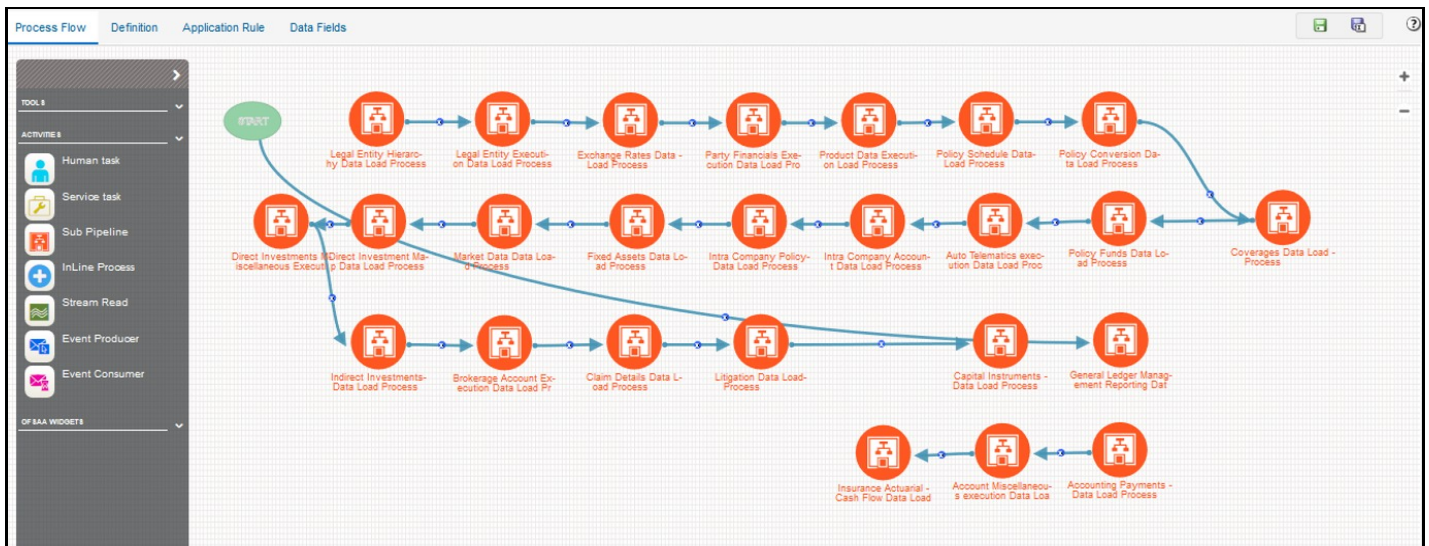 Process Flow Definition Application Rule Data Fields
TOOLS
ACTIVITIES
Human task
Service task
Sub Pipeline
InLine Process
Stream Read
Event Producer
Event Consumer
OFSAA WIDGETS
START
Legal Entity Hierarc-
hy Data Load Process
Legal Entity Executi-
on Data Load Process
Exchange Rates Data -
Load Process
Party Financials Exe-
cution Data Load Pro
Product Data Executi-
on Load Process
Policy Schedule Data-
Load Process
Policy Conversion Da-
ta Load Process
Direct Investments M
iscellaneous Executi
Direct Investment Ma-
p Data Load Process
Market Data Data Loa-
d Process
Fixed Assets Data Lo-
ad Process
Intra Company Policy-
Data Load Process
Intra Company Accoun-
t Data Load Process
Auto Telematics exec-
ution Data Load Proc
Policy Funds Data Lo-
ad Process
Coverages Data Load -
Process
Indirect Investments-
Data Load Process
Brokerage Account Ex-
ecution Data Load Pr
Claim Details Data L-
oad Process
Litigation Data Load-
Process
Capital Instruments -
Data Load Process
General Ledger Manag-
ement Reporting Dat
Insurance Actuarial -
Cash Flow Data Load
Account Miscellaneou-
s execution Data Loa
Accounting Payments -
Data Load Process